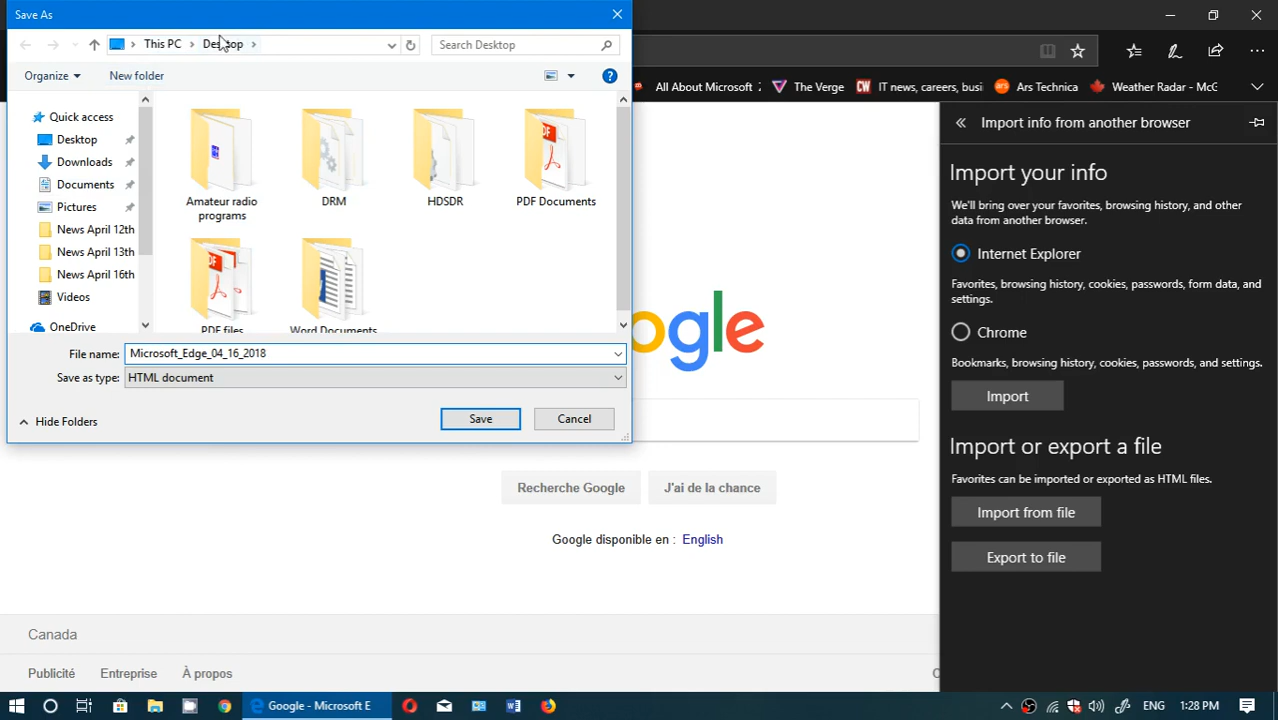 Save As
This PC
Desktop
Search Desktop
Organize
New folder
All About Microsoft
The Verge
CW
IT news, careers, busi
ars
Ars Technica
Weather Radar - McG
Quick access
Desktop
Downloads
Documents
Pictures
News April 12th
News April 13th
News April 16th
Videos
OneDrive
Amateur radio
programs
DRM
HDSDR
PDF
PDF Documents
PDF
PDF files
Word Documents
File name:
Microsoft_Edge_04_16_2018
Save as type:
HTML document
Hide Folders
Save
Cancel
Import info from another browser
Import your info
We'll bring over your favorites, browsing history, and other
data from another browser.
Internet Explorer
Favorites, browsing history, cookies, passwords, form data, and
settings.
Chrome
Bookmarks, browsing history, cookies, passwords, and settings.
Import
Import or export a file
Favorites can be imported or exported as HTML files.
Import from file
Export to file
ogle
Recherche Google
J'ai de la chance
Google disponible en : English
Canada
Publicité
Entreprise
À propos
Google - Microsoft E
ENG
1:28 PM